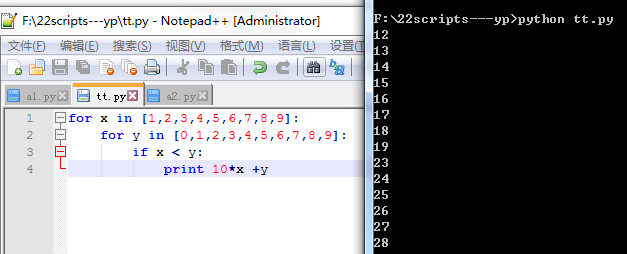 F:\22scripts---yp\tt.py - Notepad++ [Administrator]
文件(F) 编辑(E) 搜索(S) 视图(V) 格式(M) 语言(L) 设置(T
a1.py tt.py a2.py
1 for x in [1,2,3,4,5,6,7,8,9]:
2 for y in [0,1,2,3,4,5,6,7,8,9]:
3 if x < y:
4 print 10*x +y
F:\22scripts---yp>python tt.py
12
13
14
15
16
17
18
19
23
24
25
26
27
28